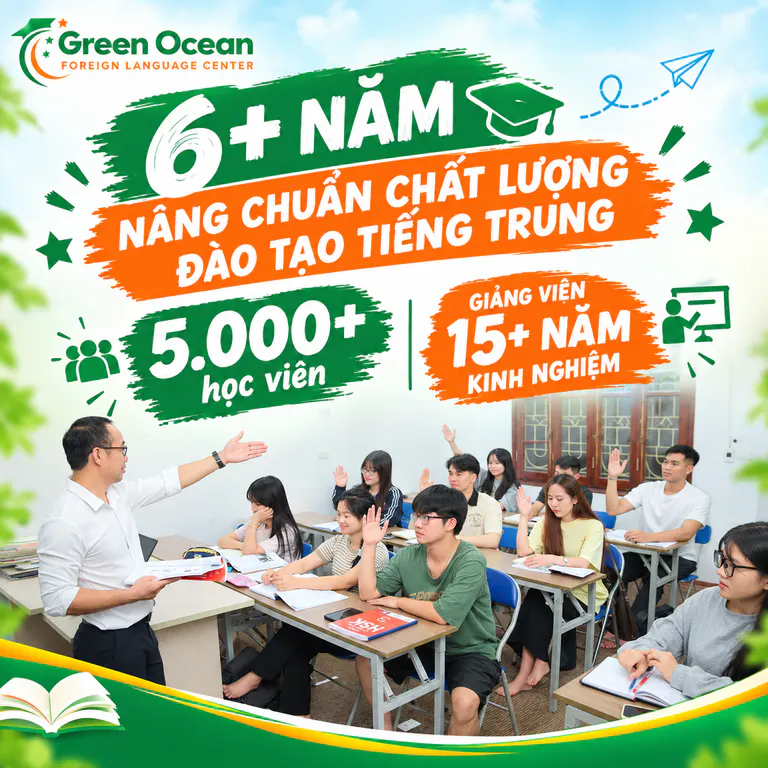 Green Ocean
FOREIGN LANGUAGE CENTER
6+ NĂM
NÂNG CHUẨN CHẤT LƯỢNG
ĐÀO TẠO TIẾNG TRUNG
5.000+
học viên
GIẢNG VIÊN
15+ NĂM
KINH NGHIỆM
HSK